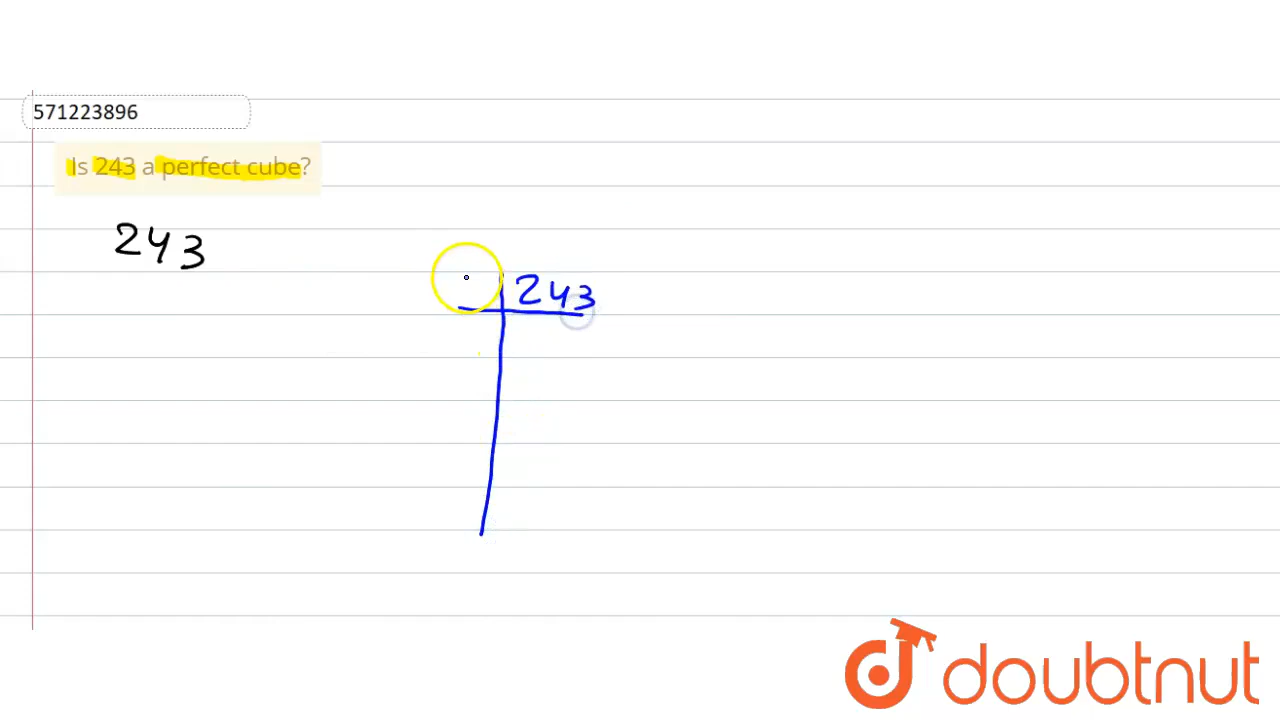 571223896
Is 243 a perfect cube?
243
243
doubtnut